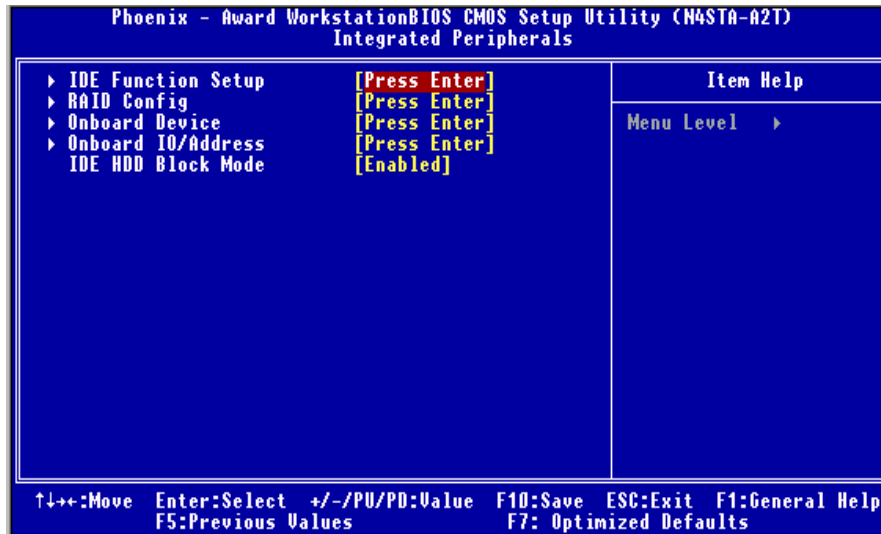 Phoenix - Award WorkstationBIOS CMOS Setup Utility (N4STA-A2T)
Integrated Peripherals
▸ IDE Function Setup [Press Enter]
▸ RAID Config [Press Enter]
▸ Onboard Device [Press Enter]
▸ Onboard IO/Address [Press Enter]
IDE HDD Block Mode [Enabled]
Item Help
Menu Level ▸
↑↓→←:Move Enter:Select +/-/PU/PD:Value F10:Save ESC:Exit F1:General Help
F5:Previous Values F7: Optimized Defaults